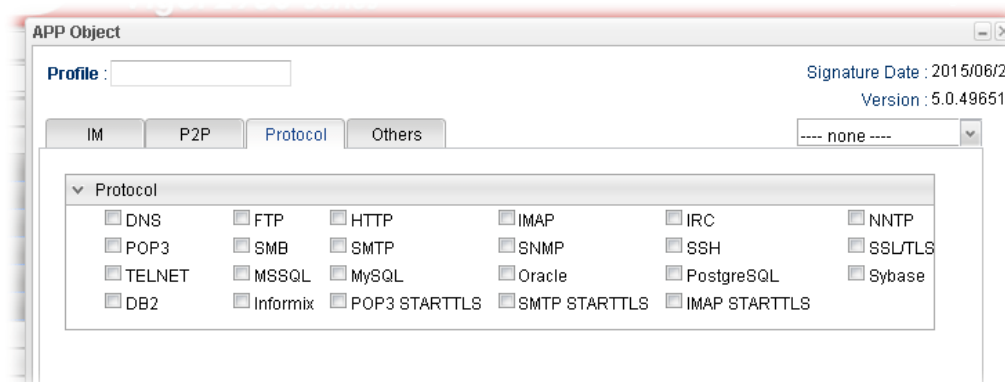 APP Object
Profile :
Signature Date : 2015/06/2
Version : 5.0.49651
IM P2P Protocol Others
---- none ----
Protocol
DNS FTP HTTP IMAP IRC NNTP
POP3 SMB SMTP SNMP SSH SSL/TLS
TELNET MSSQL MySQL Oracle PostgreSQL Sybase
DB2 Informix POP3 STARTTLS SMTP STARTTLS IMAP STARTTLS